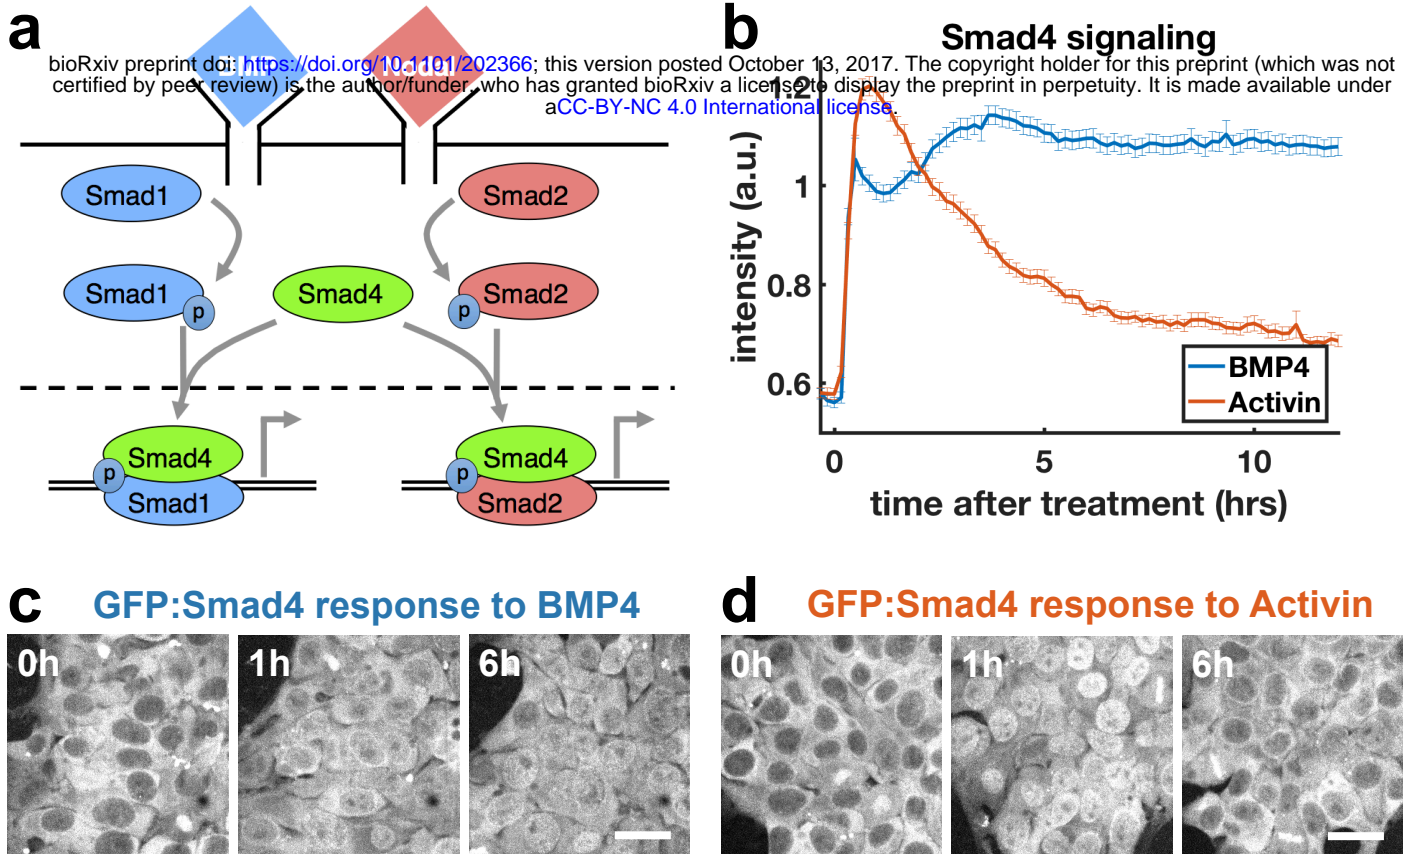 a
b
Smad4 signaling
bioRxiv preprint doi: https://doi.org/10.1101/202366; this version posted October 13, 2017. The copyright holder for this preprint (which was not
certified by peer review) is the author/funder, who has granted bioRxiv a license to display the preprint in perpetuity. It is made available under
aCC-BY-NC 4.0 International license.
BMP
Nodal
Smad1
Smad2
Smad1
p
Smad4
p
Smad2
Smad4
p
Smad1
Smad4
p
Smad2
intensity (a.u.)
1.2
1
0.8
0.6
BMP4
Activin
0 5 10
time after treatment (hrs)
c
GFP:Smad4 response to BMP4
0h 1h 6h
d
GFP:Smad4 response to Activin
0h 1h 6h